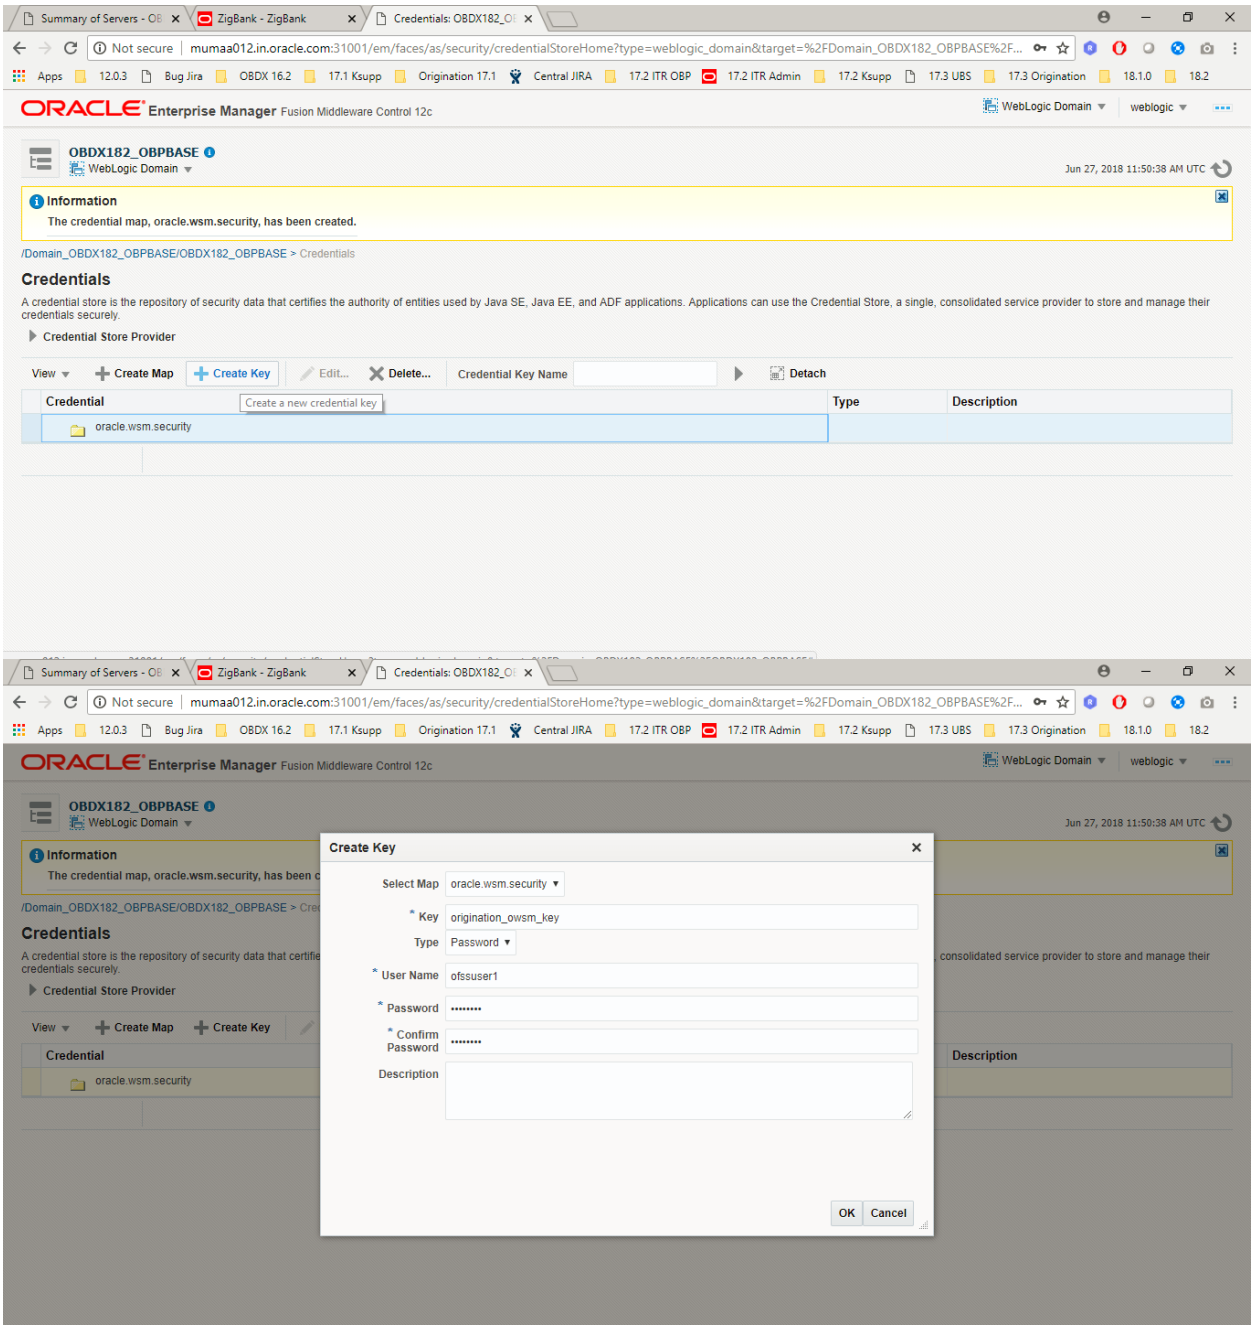 Summary of Servers - OB
ZigBank - ZigBank
Credentials: OBDX182_OB
Not secure | mumaa012.in.oracle.com:31001/em/faces/as/security/credentialStoreHome?type=weblogic_domain&target=%2FDomain_OBDX182_OBPBASE%2F...
Apps 12.0.3 Bug Jira OBDX 16.2 17.1 Ksupp Origination 17.1 Central JIRA 17.2 ITR OBP 17.2 ITR Admin 17.2 Ksupp 17.3 UBS 17.3 Origination 18.1.0 18.2
ORACLE Enterprise Manager Fusion Middleware Control 12c
WebLogic Domain weblogic
OBDX182_OBPBASE
WebLogic Domain
Jun 27, 2018 11:50:38 AM UTC
Information
The credential map, oracle.wsm.security, has been created.
/Domain_OBDX182_OBPBASE/OBDX182_OBPBASE > Credentials
Credentials
A credential store is the repository of security data that certifies the authority of entities used by Java SE, Java EE, and ADF applications. Applications can use the Credential Store, a single, consolidated service provider to store and manage their
credentials securely.
Credential Store Provider
View Create Map Create Key Edit... Delete... Credential Key Name Detach
Credential Type Description
Create a new credential key
oracle.wsm.security
Summary of Servers - OB
ZigBank - ZigBank
Credentials: OBDX182_OB
Not secure | mumaa012.in.oracle.com:31001/em/faces/as/security/credentialStoreHome?type=weblogic_domain&target=%2FDomain_OBDX182_OBPBASE%2F...
Apps 12.0.3 Bug Jira OBDX 16.2 17.1 Ksupp Origination 17.1 Central JIRA 17.2 ITR OBP 17.2 ITR Admin 17.2 Ksupp 17.3 UBS 17.3 Origination 18.1.0 18.2
ORACLE Enterprise Manager Fusion Middleware Control 12c
WebLogic Domain weblogic
OBDX182_OBPBASE
WebLogic Domain
Jun 27, 2018 11:50:38 AM UTC
Information
The credential map, oracle.wsm.security, has been c
/Domain_OBDX182_OBPBASE/OBDX182_OBPBASE > Cre
Credentials
A credential store is the repository of security data that certifie
, consolidated service provider to store and manage their
credentials securely.
Credential Store Provider
View Create Map Create Key
Credential
Description
oracle.wsm.security
Create Key
Select Map oracle.wsm.security
* Key origination_owsm_key
Type Password
* User Name ofssuser1
* Password ••••••••
* Confirm
Password ••••••••
Description
OK Cancel